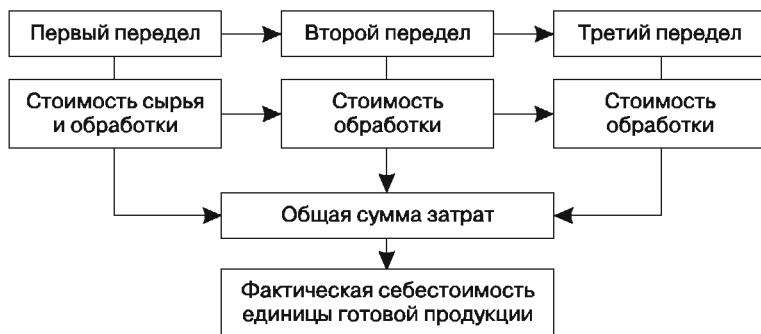 Первый передел
Второй передел
Третий передел
Стоимость сырья
и обработки
Стоимость
обработки
Стоимость
обработки
Общая сумма затрат
Фактическая себестоимость
единицы готовой продукции